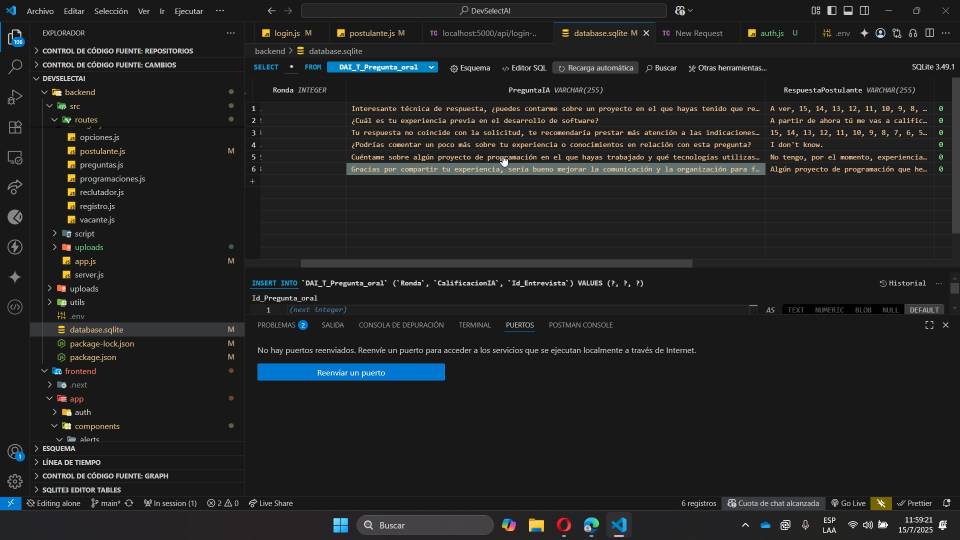 Archivo Editar Selección Ver Ir Ejecutar ··· DevSelectAI
EXPLORADOR ···
login.js M postulante.js M localhost:5000/api/login-.. database.sqlite M New Request auth.js U .env
CONTROL DE CÓDIGO FUENTE: REPOSITORIOS
backend database.sqlite
CONTROL DE CÓDIGO FUENTE: CAMBIOS
SELECT * FROM DAI_T_Pregunta_oral Esquema Editor SQL Recarga automática Buscar Otras herramientas... SQLite 3.49.1
DEVSELECTAI
backend
src
routes
opciones.js
postulante.js M
preguntas.js
programaciones.js
reclutador.js
registro.js
vacante.js
script
uploads
app.js M
server.js
uploads
utils
.env
database.sqlite M
package-lock.json M
package.json M
frontend
.next
app
auth
components
alerts
ESQUEMA
LÍNEA DE TIEMPO
CONTROL DE CÓDIGO FUENTE: GRAPH
SQLITE3 EDITOR TABLES
Ronda INTEGER PreguntaIA VARCHAR(255) RespuestaPostulante VARCHAR(255)
1 Interesante técnica de respuesta, ¿puedes contarme sobre un proyecto en el que hayas tenido que re… A ver, 15, 14, 13, 12, 11, 10, 9, 8, … 0
2 ¿Cuál es tu experiencia previa en el desarrollo de software? A partir de ahora tú me vas a calific… 0
3 Tu respuesta no coincide con la solicitud, te recomendaría prestar más atención a las indicaciones… 15, 14, 13, 12, 11, 10, 9, 8, 7, 6, 5… 0
4 ¿Podrías comentar un poco más sobre tu experiencia o conocimientos en relación con esta pregunta? I don't know. 0
5 Cuéntame sobre algún proyecto de programación en el que hayas trabajado y qué tecnologías utilizas… No tengo, por el momento, experiencia… 0
6 Gracias por compartir tu experiencia, sería bueno mejorar la comunicación y la organización para f… Algún proyecto de programación que he… 0
+
INSERT INTO `DAI_T_Pregunta_oral` (`Ronda`, `CalificacionIA`, `Id_Entrevista`) VALUES (?, ?, ?) Historial ···
Id_Pregunta_oral
1 (next integer) AS TEXT NUMERIC BLOB NULL DEFAULT
PROBLEMAS 2 SALIDA CONSOLA DE DEPURACIÓN TERMINAL PUERTOS POSTMAN CONSOLE
No hay puertos reenviados. Reenvíe un puerto para acceder a los servicios que se ejecutan localmente a través de Internet.
Reenviar un puerto
Editing alone main* In session (1) 2 0 Live Share 6 registros Cuota de chat alcanzada Go Live Prettier
Buscar ESP LAA 11:59:21 15/7/2025